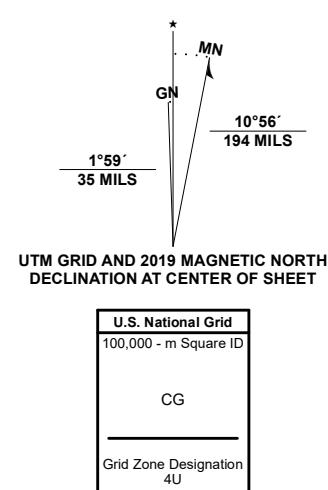 ★
MN
GN
10°56´
194 MILS
1°59´
35 MILS
UTM GRID AND 2019 MAGNETIC NORTH
DECLINATION AT CENTER OF SHEET
U.S. National Grid
100,000 - m Square ID
CG
Grid Zone Designation
4U